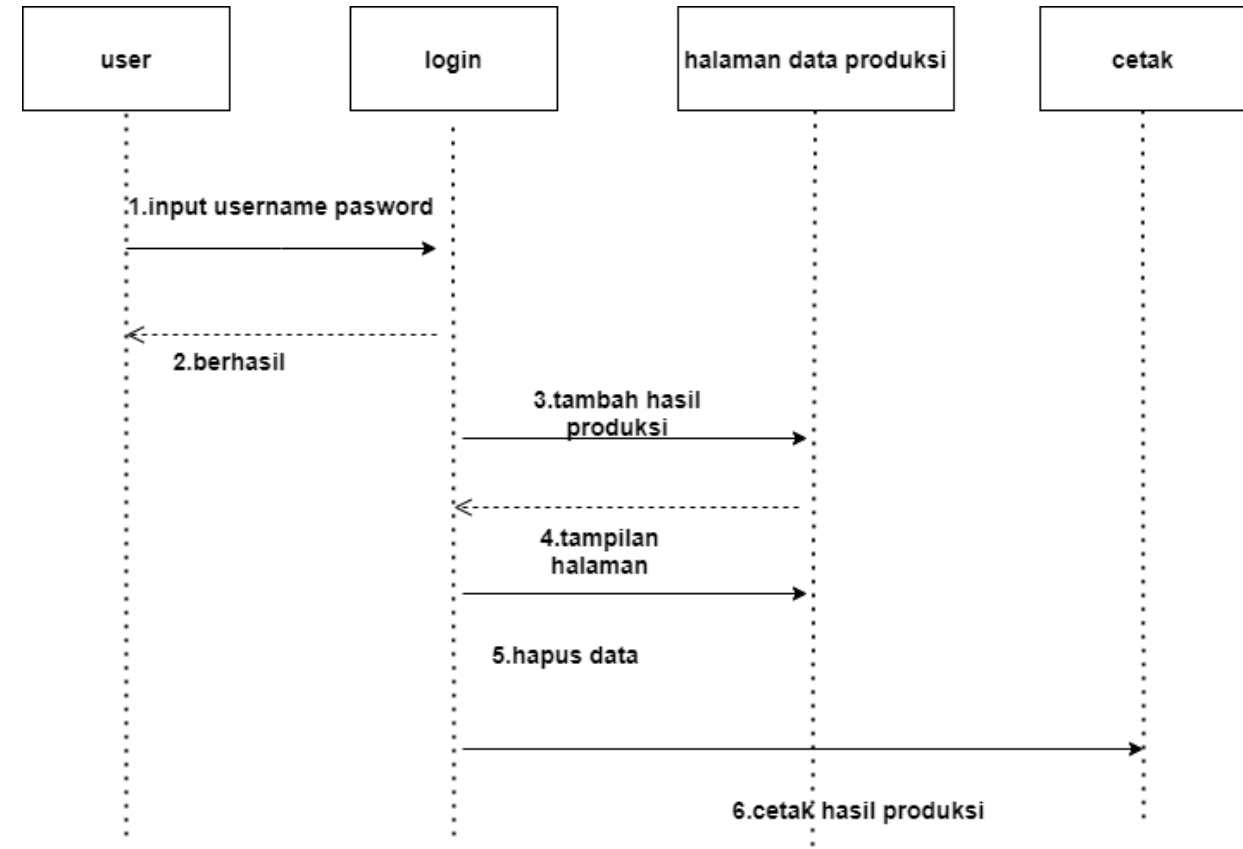 user
login
halaman data produksi
cetak
1.input username pasword
2.berhasil
3.tambah hasil
produksi
4.tampilan
halaman
5.hapus data
6.cetak hasil produksi